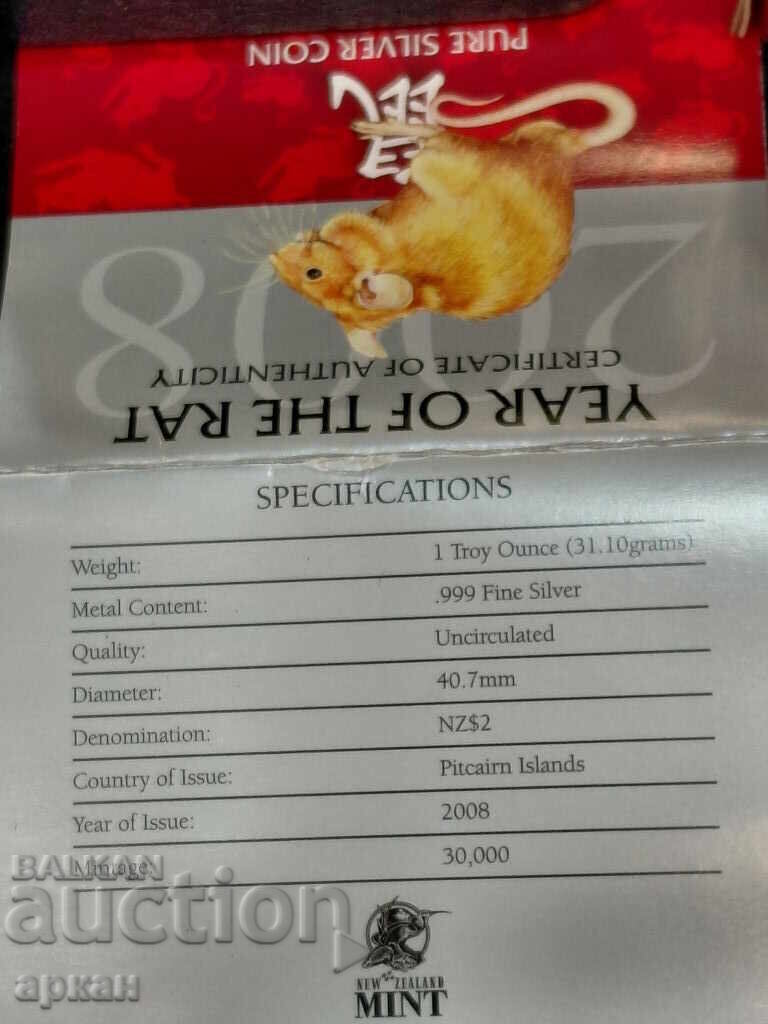 PURE SILVER COIN
2008
CERTIFICATE OF AUTHENTICITY
YEAR OF THE RAT
SPECIFICATIONS
Weight: 1 Troy Ounce (31.10grams)
Metal Content: .999 Fine Silver
Quality: Uncirculated
Diameter: 40.7mm
Denomination: NZ$2
Country of Issue: Pitcairn Islands
Year of Issue: 2008
Mintage: 30,000
BALKAN
auction
аркан
NEW ZEALAND
MINT